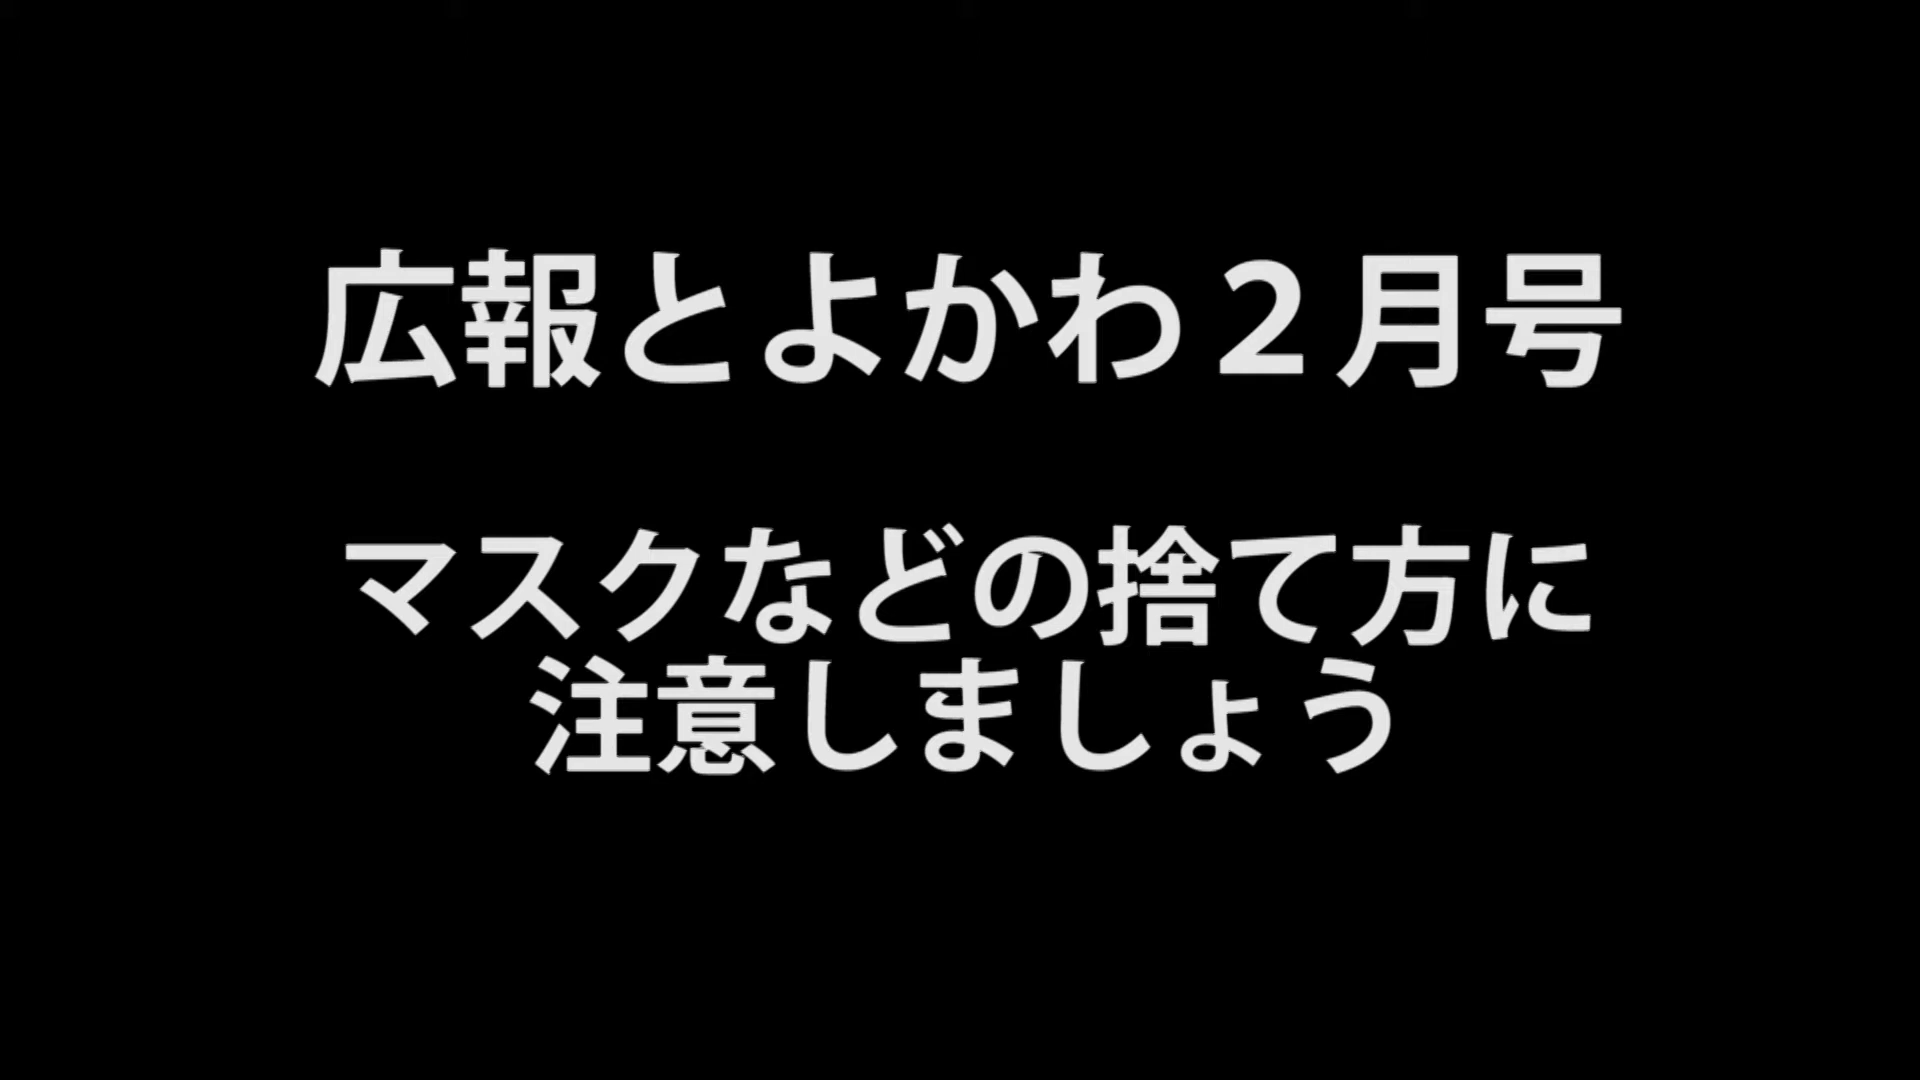 広報とよかわ２月号
マスクなどの捨て方に
注意しましょう